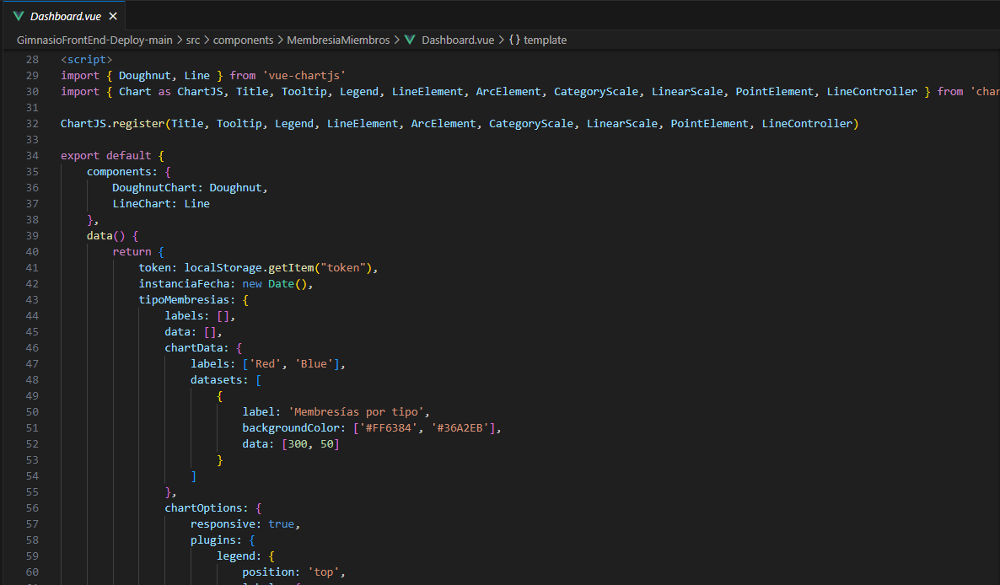 Dashboard.vue
GimnasioFrontEnd-Deploy-main > src > components > MembresiaMiembros > Dashboard.vue > {} template
28 <script>
29 import { Doughnut, Line } from 'vue-chartjs'
30 import { Chart as ChartJS, Title, Tooltip, Legend, LineElement, ArcElement, CategoryScale, LinearScale, PointElement, LineController } from 'char
31
32 ChartJS.register(Title, Tooltip, Legend, LineElement, ArcElement, CategoryScale, LinearScale, PointElement, LineController)
33
34 export default {
35     components: {
36         DoughnutChart: Doughnut,
37         LineChart: Line
38     },
39     data() {
40         return {
41             token: localStorage.getItem("token"),
42             instanciaFecha: new Date(),
43             tipoMembresias: {
44                 labels: [],
45                 data: [],
46                 chartData: {
47                     labels: ['Red', 'Blue'],
48                     datasets: [
49                         {
50                             label: 'Membresías por tipo',
51                             backgroundColor: ['#FF6384', '#36A2EB'],
52                             data: [300, 50]
53                         }
54                     ]
55                 },
56                 chartOptions: {
57                     responsive: true,
58                     plugins: {
59                         legend: {
60                             position: 'top',